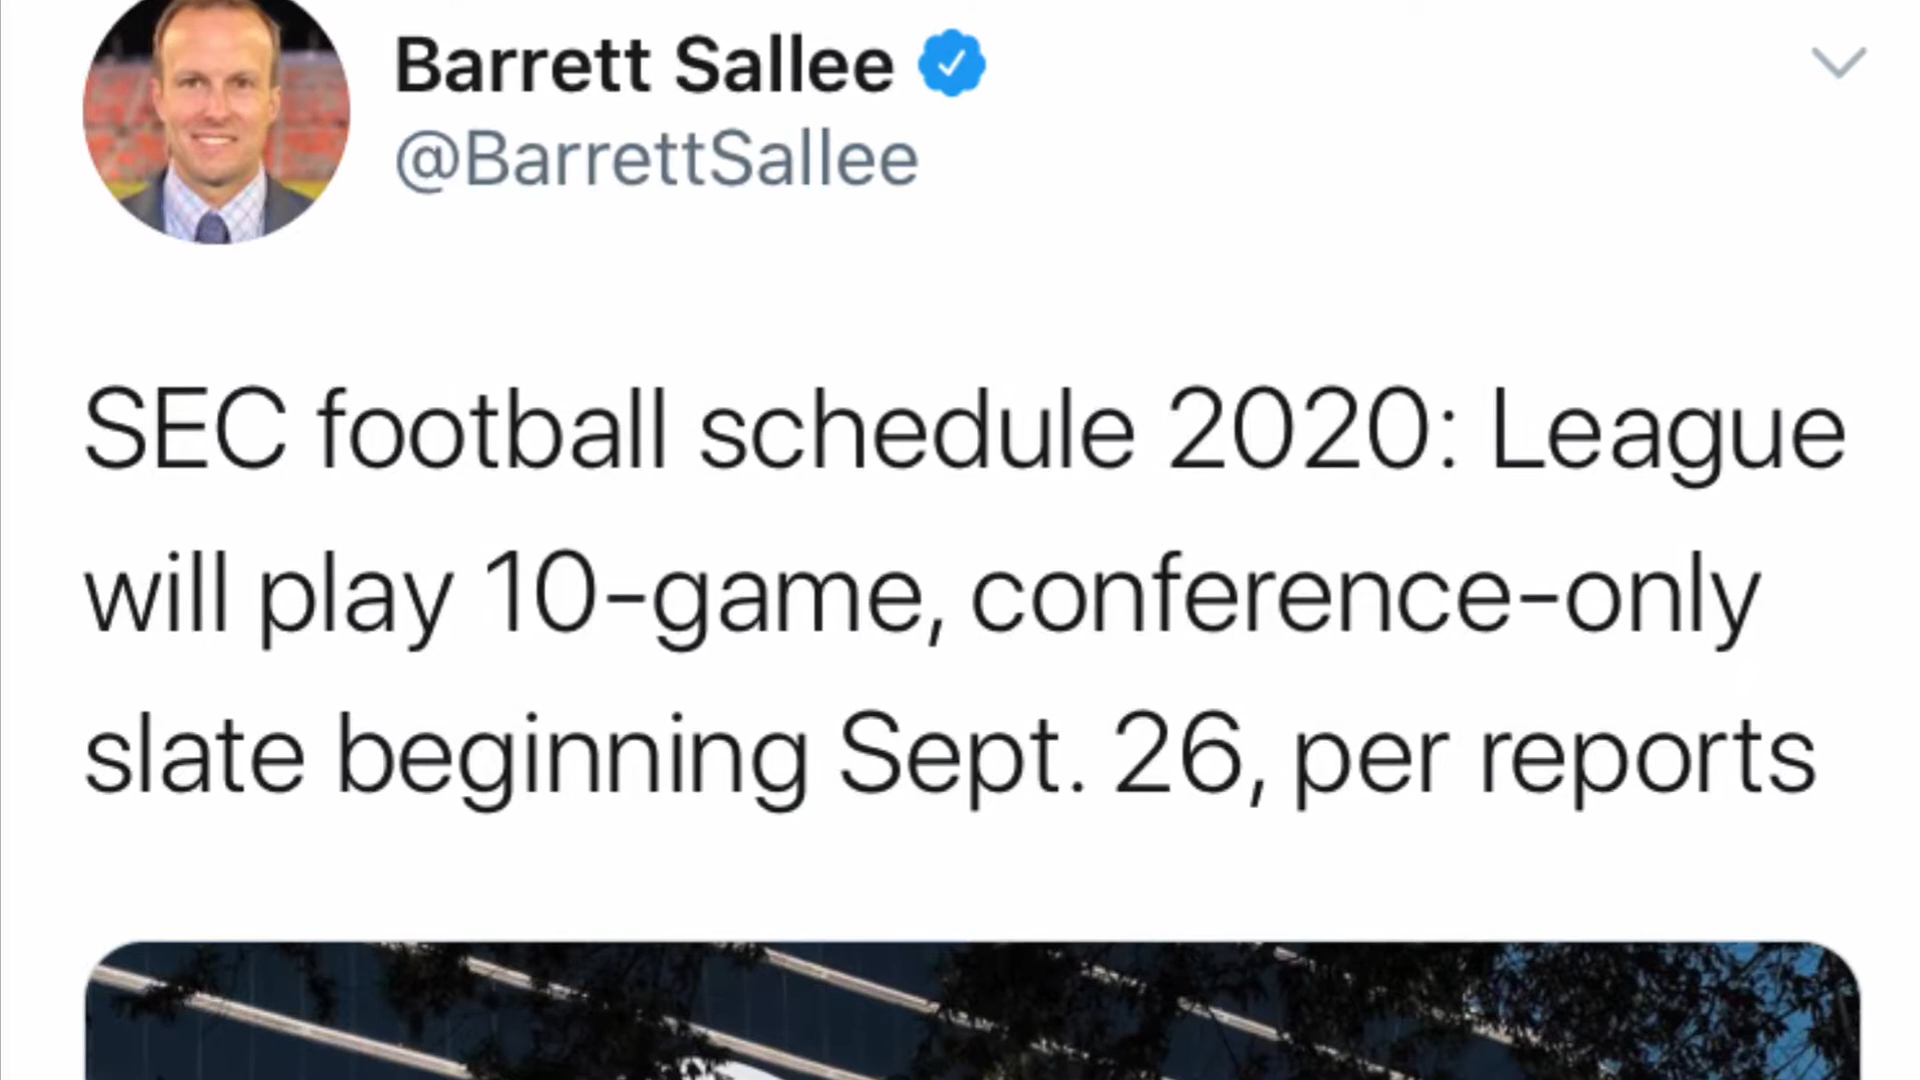 Barrett Sallee
@BarrettSallee
SEC football schedule 2020: League
will play 10-game, conference-only
slate beginning Sept. 26, per reports